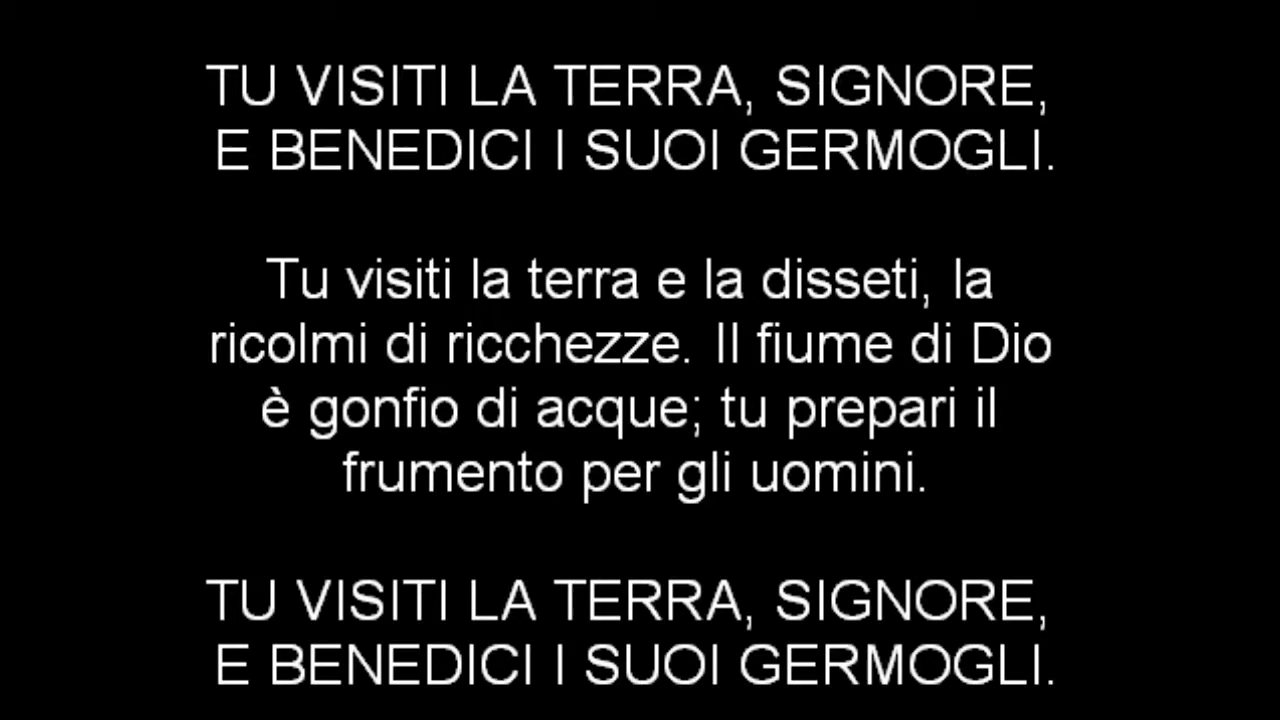 TU VISITI LA TERRA, SIGNORE,
E BENEDICI I SUOI GERMOGLI.
Tu visiti la terra e la disseti, la
ricolmi di ricchezze. Il fiume di Dio
è gonfio di acque; tu prepari il
frumento per gli uomini.
TU VISITI LA TERRA, SIGNORE,
E BENEDICI I SUOI GERMOGLI.